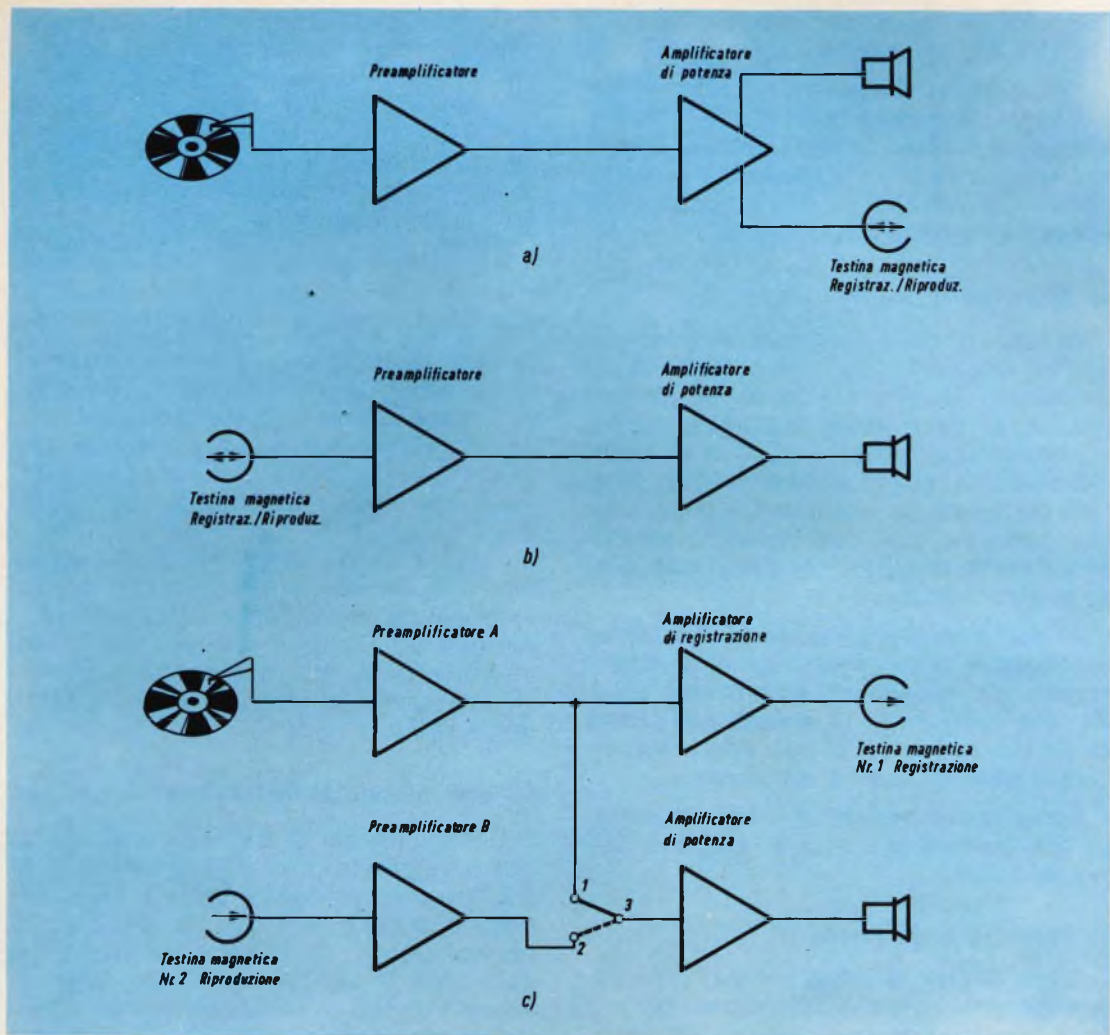 Preamplificatore
Amplificatore
di potenza
a)
Testina magnetica
Registraz./Riproduz.
Preamplificatore
Amplificatore
di potenza
Testina magnetica
Registraz./Riproduz.
b)
Preamplificatore A
Amplificatore
di registrazione
Testina magnetica
Nr. 1 Registrazione
Preamplificatore B
Amplificatore
di potenza
1
3
2
Testina magnetica
Nr. 2 Riproduzione
c)